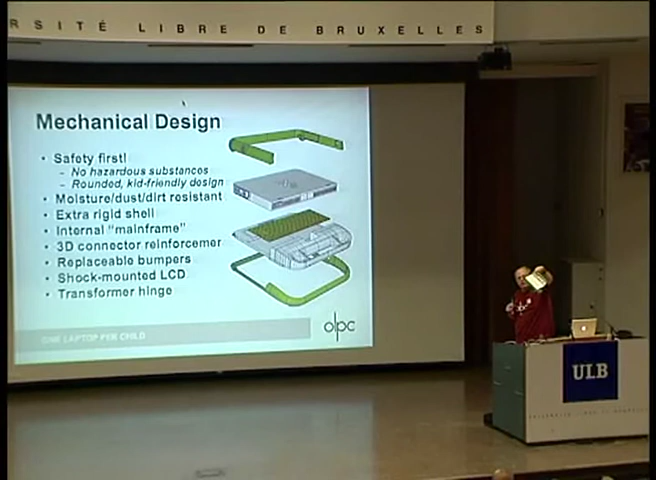 RSITÉ LIBRE DE BRUXELLES
Mechanical Design
• Safety first!
– No hazardous substances
– Rounded, kid-friendly design
• Moisture/dust/dirt resistant
• Extra rigid shell
• Internal "mainframe"
• 3D connector reinforcement
• Replaceable bumpers
• Shock-mounted LCD
• Transformer hinge
ONE LAPTOP PER CHILD
olpc
ULB